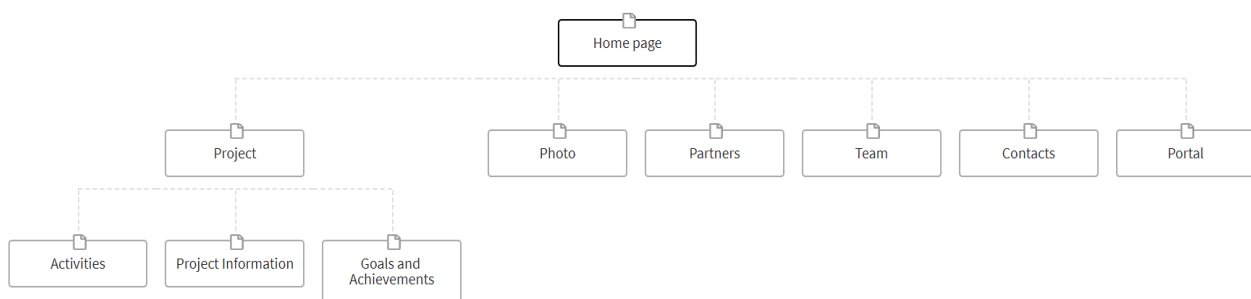 Home page
Project
Photo
Partners
Team
Contacts
Portal
Activities
Project Information
Goals and
Achievements